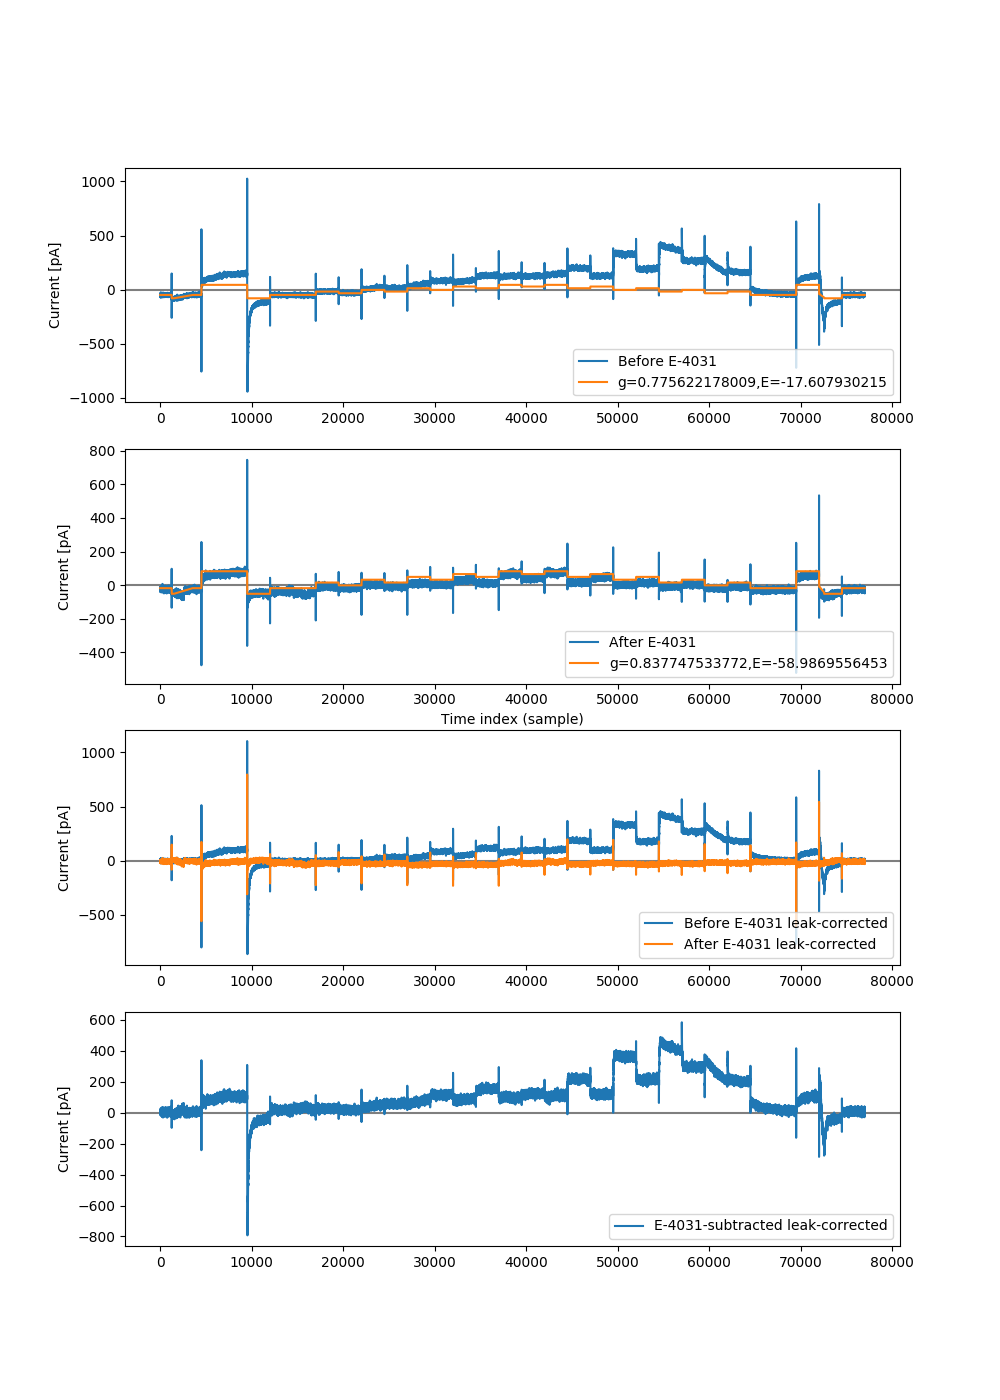 1000
500
0
−500
−1000
Current [pA]
Before E-4031
g=0.775622178009,E=-17.607930215
0 10000 20000 30000 40000 50000 60000 70000 80000
800
600
400
200
0
−200
−400
Current [pA]
After E-4031
g=0.837747533772,E=-58.9869556453
0 10000 20000 30000 40000 50000 60000 70000 80000
Time index (sample)
1000
500
0
−500
Current [pA]
Before E-4031 leak-corrected
After E-4031 leak-corrected
0 10000 20000 30000 40000 50000 60000 70000 80000
600
400
200
0
−200
−400
−600
−800
Current [pA]
E-4031-subtracted leak-corrected
0 10000 20000 30000 40000 50000 60000 70000 80000